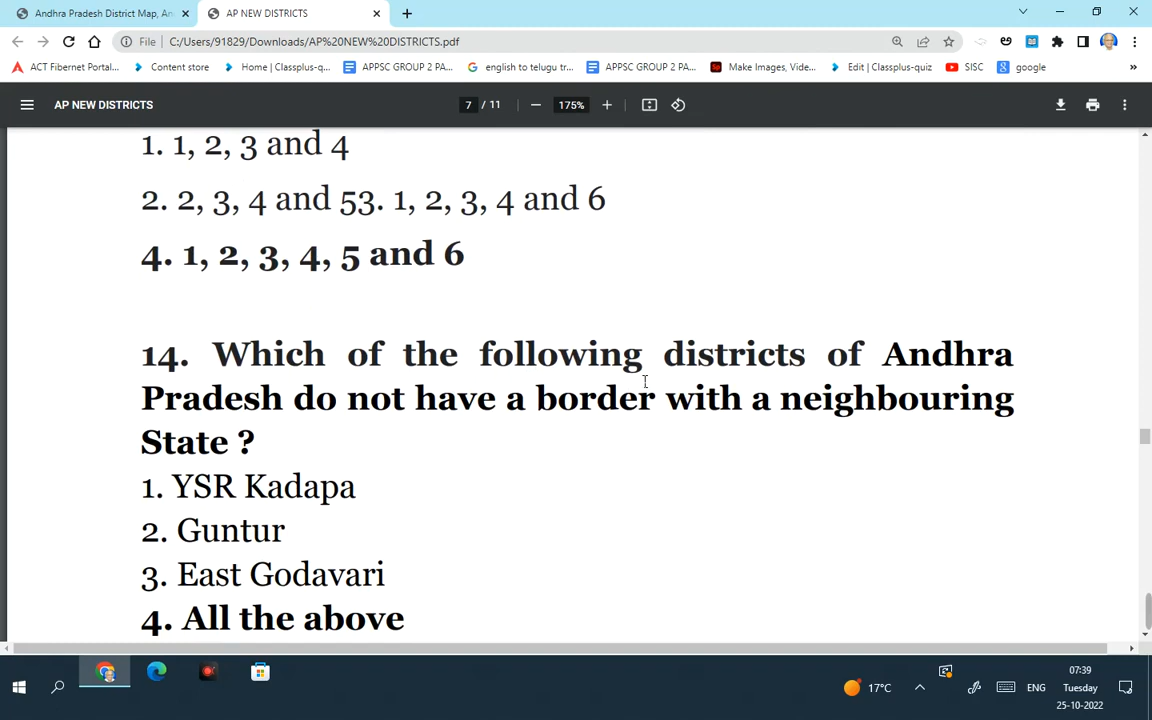 Andhra Pradesh District Map, An
AP NEW DISTRICTS
File
C:/Users/91829/Downloads/AP%20NEW%20DISTRICTS.pdf
ACT Fibernet Portal...
Content store
Home | Classplus-q...
APPSC GROUP 2 PA...
english to telugu tr...
APPSC GROUP 2 PA...
Make Images, Vide...
Edit | Classplus-quiz
SISC
google
AP NEW DISTRICTS
7 / 11
175%
1. 1, 2, 3 and 4
2. 2, 3, 4 and 53. 1, 2, 3, 4 and 6
4. 1, 2, 3, 4, 5 and 6
14. Which of the following districts of Andhra
Pradesh do not have a border with a neighbouring
State ?
1. YSR Kadapa
2. Guntur
3. East Godavari
4. All the above
17°C
ENG
07:39
Tuesday
25-10-2022